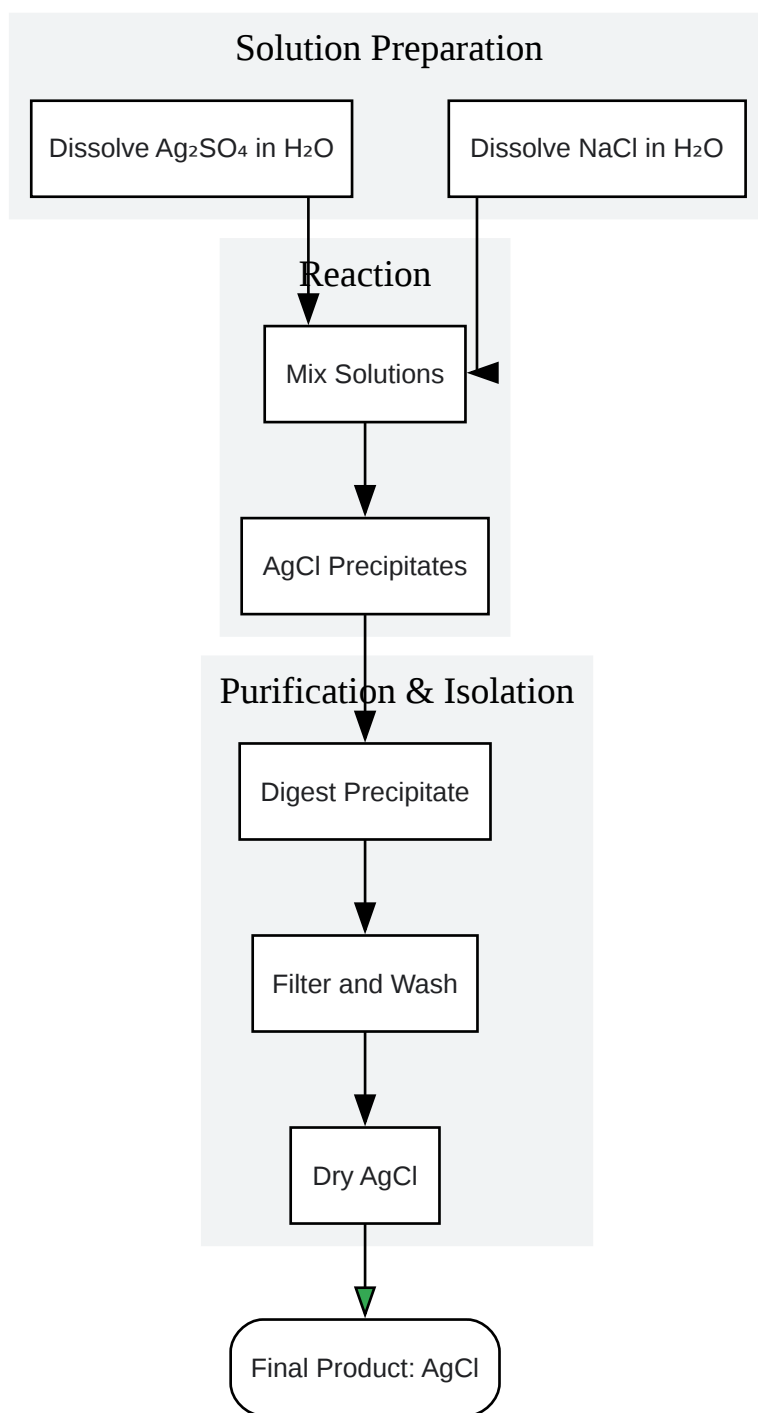 Solution Preparation
Dissolve Ag₂SO₄ in H₂O
Dissolve NaCl in H₂O
Reaction
Mix Solutions
AgCl Precipitates
Purification & Isolation
Digest Precipitate
Filter and Wash
Dry AgCl
Final Product: AgCl